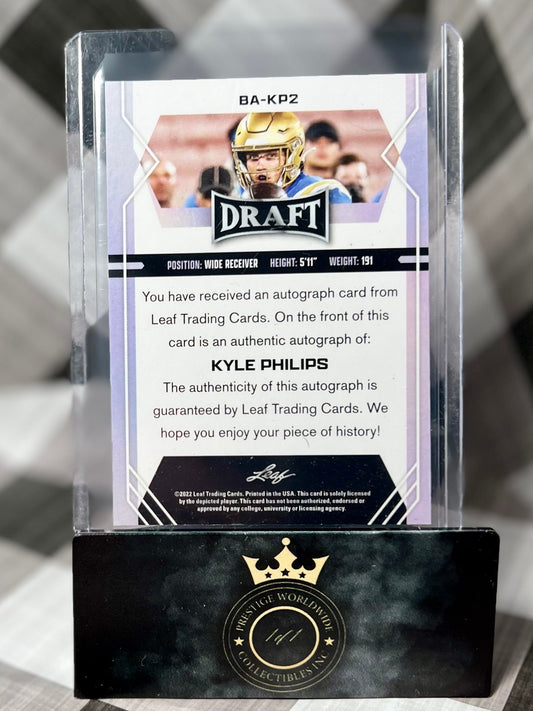 BA-KP2
DRAFT
POSITION: WIDE RECEIVER HEIGHT: 5'11" WEIGHT: 191
You have received an autograph card from
Leaf Trading Cards. On the front of this
card is an authentic autograph of:
KYLE PHILIPS
The authenticity of this autograph is
guaranteed by Leaf Trading Cards. We
hope you enjoy your piece of history!
Leaf
©2022 Leaf Trading Cards. Printed in the USA. This card is solely licensed
by the depicted player. This card has not been authorized, endorsed or
approved by any college, university or licensing agency.
PRESTIGE WORLDWIDE
1of1
COLLECTIBLES INC